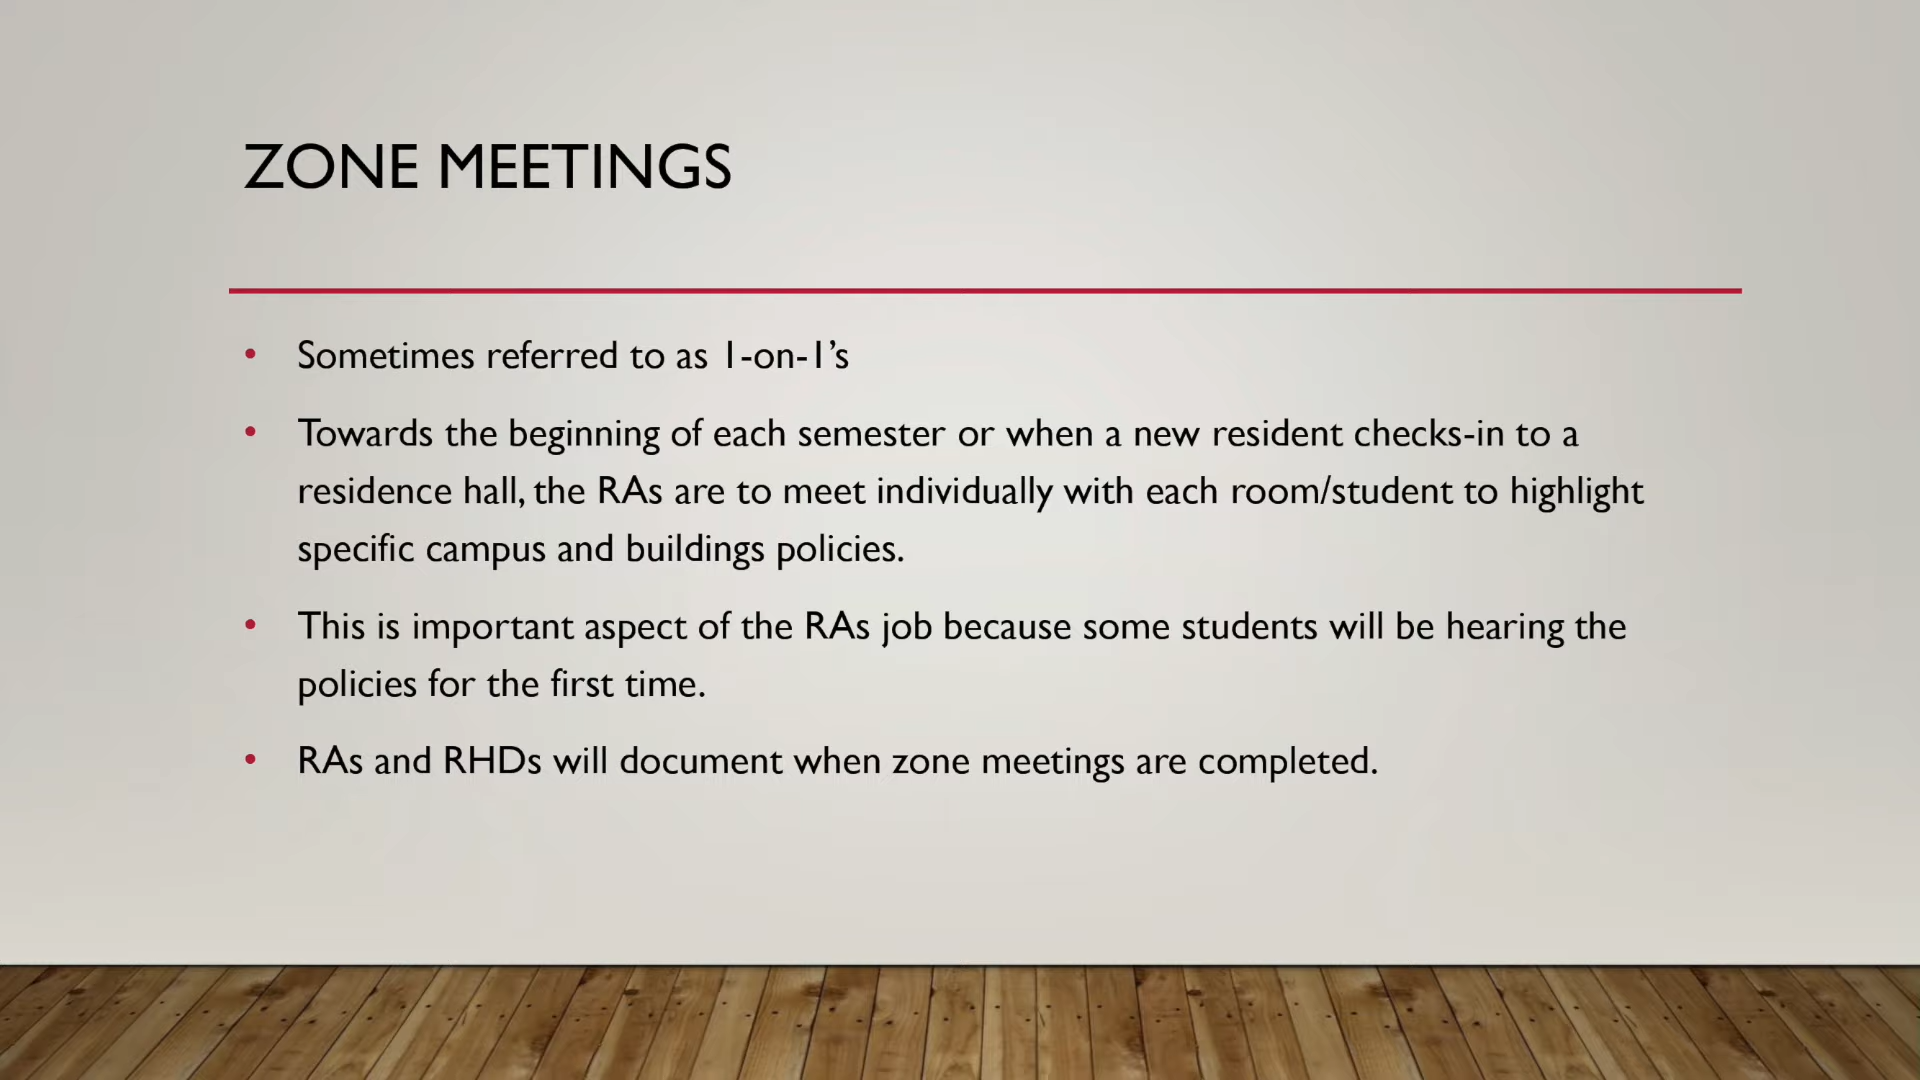 ZONE MEETINGS
• Sometimes referred to as 1-on-1’s
• Towards the beginning of each semester or when a new resident checks-in to a
residence hall, the RAs are to meet individually with each room/student to highlight
specific campus and buildings policies.
• This is important aspect of the RAs job because some students will be hearing the
policies for the first time.
• RAs and RHDs will document when zone meetings are completed.